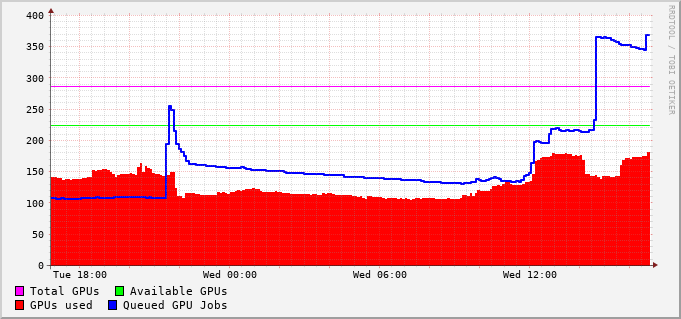 400
350
300
250
200
150
100
50
0
Tue 18:00 Wed 00:00 Wed 06:00 Wed 12:00
Total GPUs Available GPUs
GPUs used Queued GPU Jobs
RRDTOOL / TOBI OETIKER